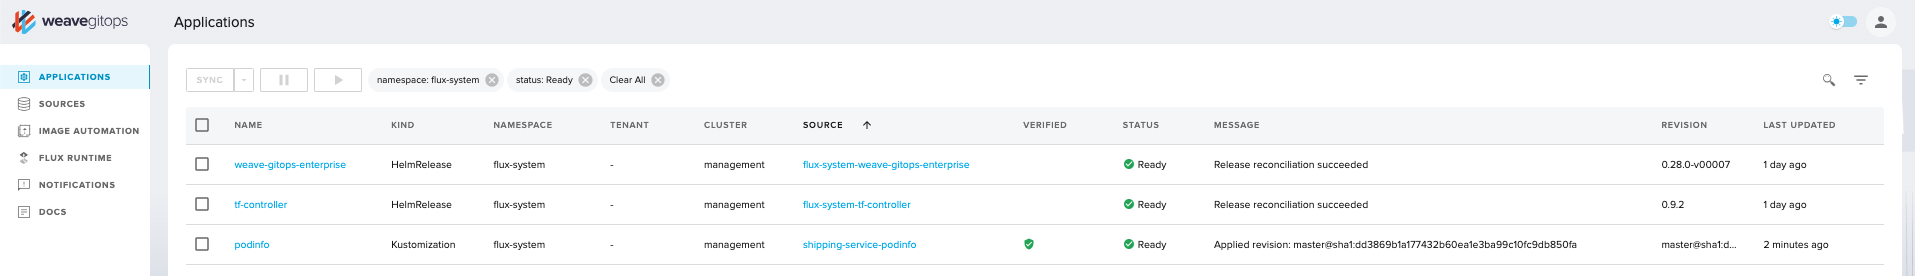 weavegitops
Applications
APPLICATIONS
SOURCES
IMAGE AUTOMATION
FLUX RUNTIME
NOTIFICATIONS
DOCS
SYNC namespace: flux-system status: Ready Clear All
NAME KIND NAMESPACE TENANT CLUSTER SOURCE VERIFIED STATUS MESSAGE REVISION LAST UPDATED
weave-gitops-enterprise HelmRelease flux-system - management flux-system-weave-gitops-enterprise Ready Release reconciliation succeeded 0.28.0-v00007 1 day ago
tf-controller HelmRelease flux-system - management flux-system-tf-controller Ready Release reconciliation succeeded 0.9.2 1 day ago
podinfo Kustomization flux-system - management shipping-service-podinfo Ready Applied revision: master@sha1:dd3869b1a177432b60ea1e3ba99c10fc9db850fa master@sha1:d... 2 minutes ago